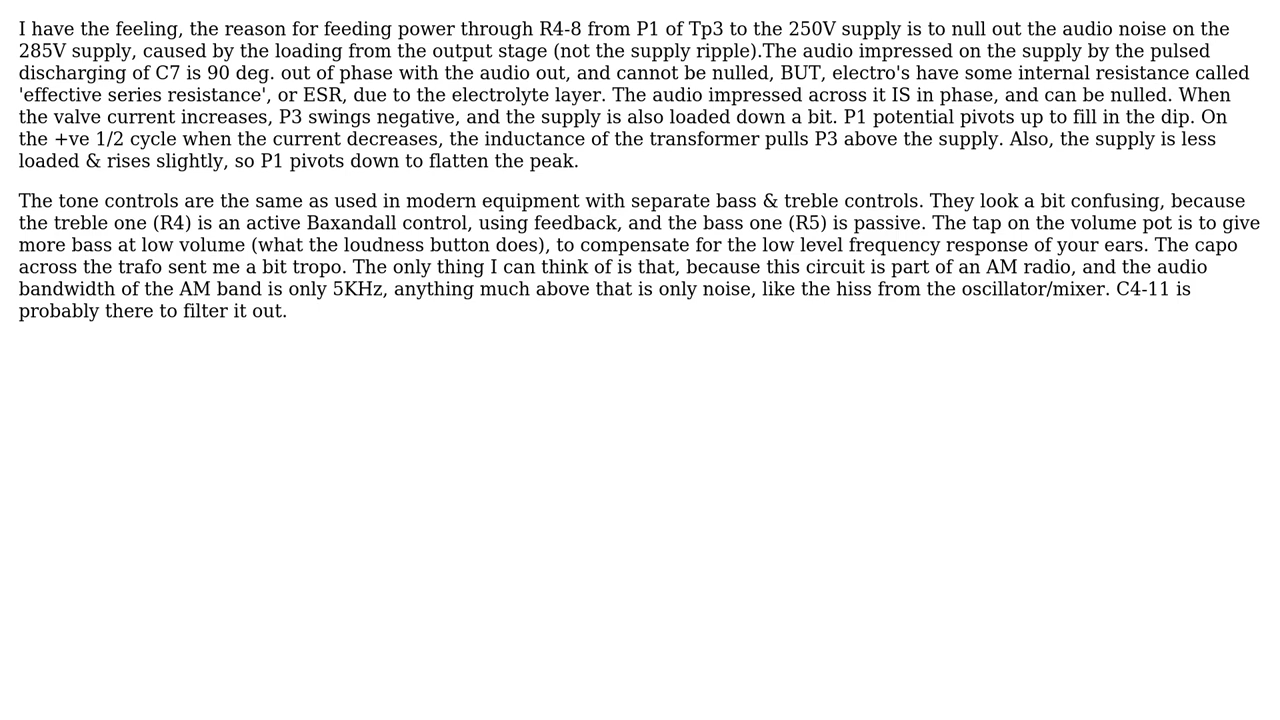 I have the feeling, the reason for feeding power through R4-8 from P1 of Tp3 to the 250V supply is to null out the audio noise on the
285V supply, caused by the loading from the output stage (not the supply ripple).The audio impressed on the supply by the pulsed
discharging of C7 is 90 deg. out of phase with the audio out, and cannot be nulled, BUT, electro's have some internal resistance called
'effective series resistance', or ESR, due to the electrolyte layer. The audio impressed across it IS in phase, and can be nulled. When
the valve current increases, P3 swings negative, and the supply is also loaded down a bit. P1 potential pivots up to fill in the dip. On
the +ve 1/2 cycle when the current decreases, the inductance of the transformer pulls P3 above the supply. Also, the supply is less
loaded & rises slightly, so P1 pivots down to flatten the peak.
The tone controls are the same as used in modern equipment with separate bass & treble controls. They look a bit confusing, because
the treble one (R4) is an active Baxandall control, using feedback, and the bass one (R5) is passive. The tap on the volume pot is to give
more bass at low volume (what the loudness button does), to compensate for the low level frequency response of your ears. The capo
across the trafo sent me a bit tropo. The only thing I can think of is that, because this circuit is part of an AM radio, and the audio
bandwidth of the AM band is only 5KHz, anything much above that is only noise, like the hiss from the oscillator/mixer. C4-11 is
probably there to filter it out.